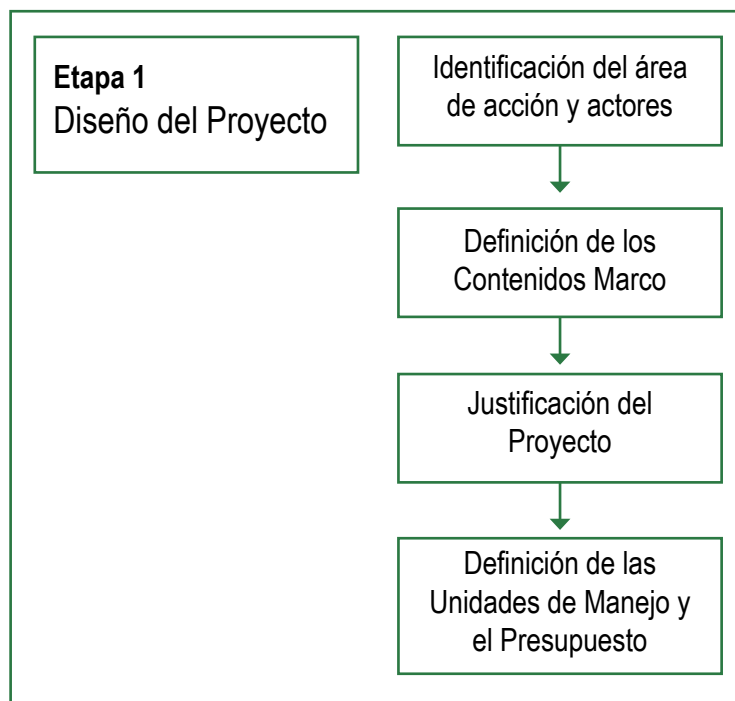 Etapa 1
Diseño del Proyecto
Identificación del área
de acción y actores
Definición de los
Contenidos Marco
Justificación del
Proyecto
Definición de las
Unidades de Manejo y
el Presupuesto